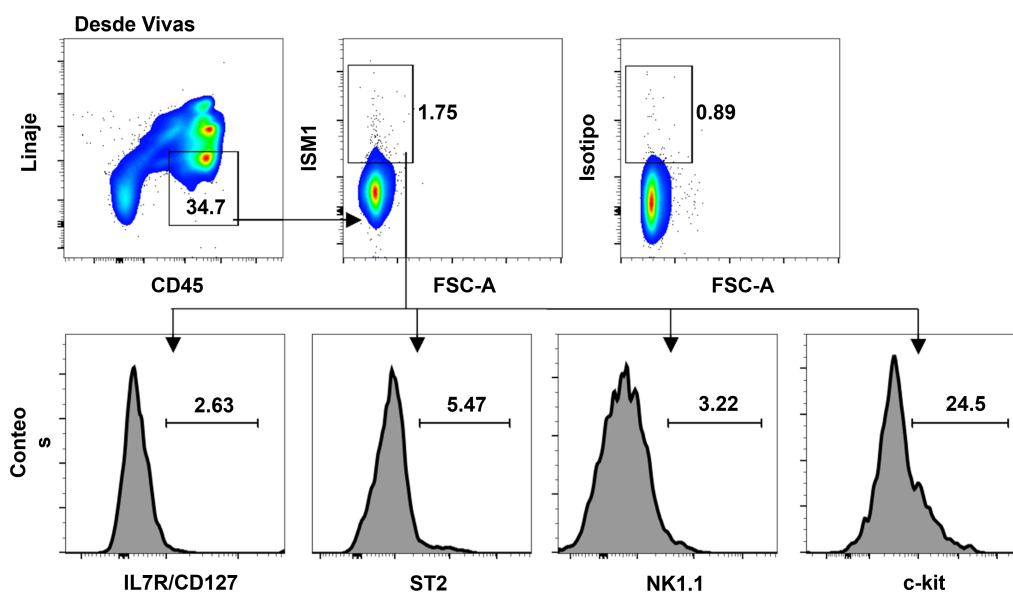 Desde Vivas
Linaje
34.7
CD45
ISM1
1.75
FSC-A
Isotipo
0.89
FSC-A
Conteo
s
2.63
IL7R/CD127
5.47
ST2
3.22
NK1.1
24.5
c-kit